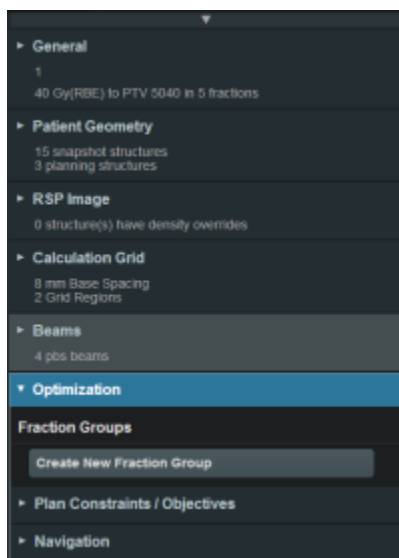 General
1
40 Gy(RBE) to PTV 5040 in 5 fractions
Patient Geometry
15 snapshot structures
3 planning structures
RSP Image
0 structure(s) have density overrides
Calculation Grid
8 mm Base Spacing
2 Grid Regions
Beams
4 pbs beams
Optimization
Fraction Groups
Create New Fraction Group
Plan Constraints / Objectives
Navigation